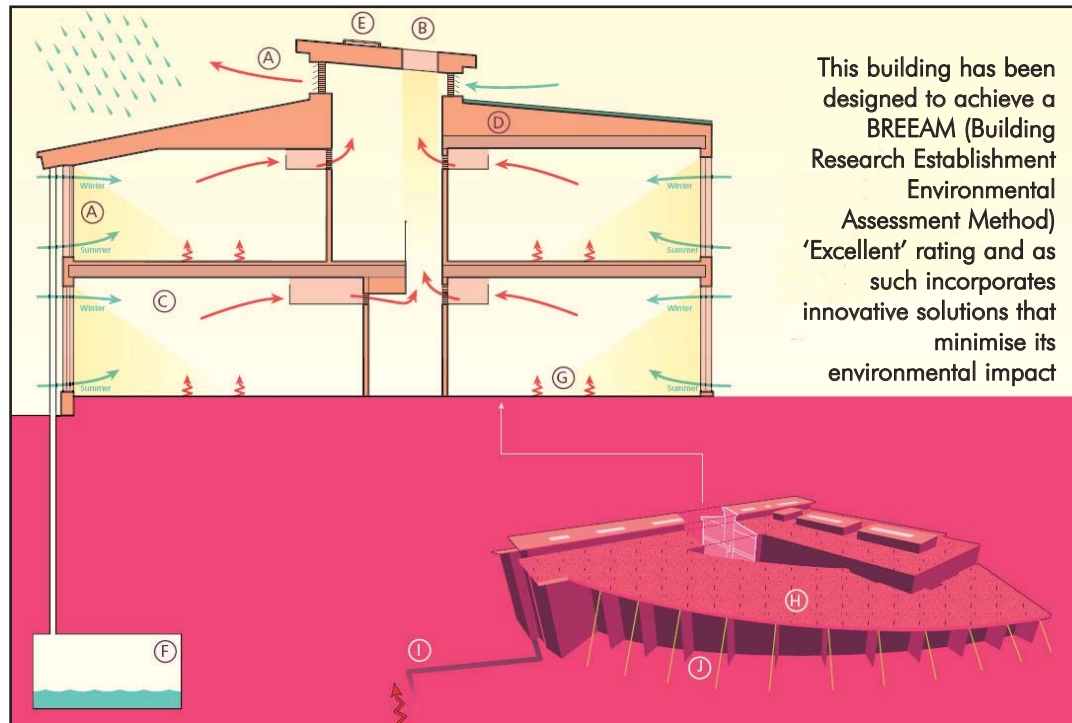 E
B
A
This building has been
designed to achieve a
BREEAM (Building
Research Establishment
Environmental
Assessment Method)
'Excellent' rating and as
such incorporates
innovative solutions that
minimise its
environmental impact
D
Winter
Winter
A
Summer
Summer
C
Winter
Winter
G
Summer
Summer
H
F
I
J